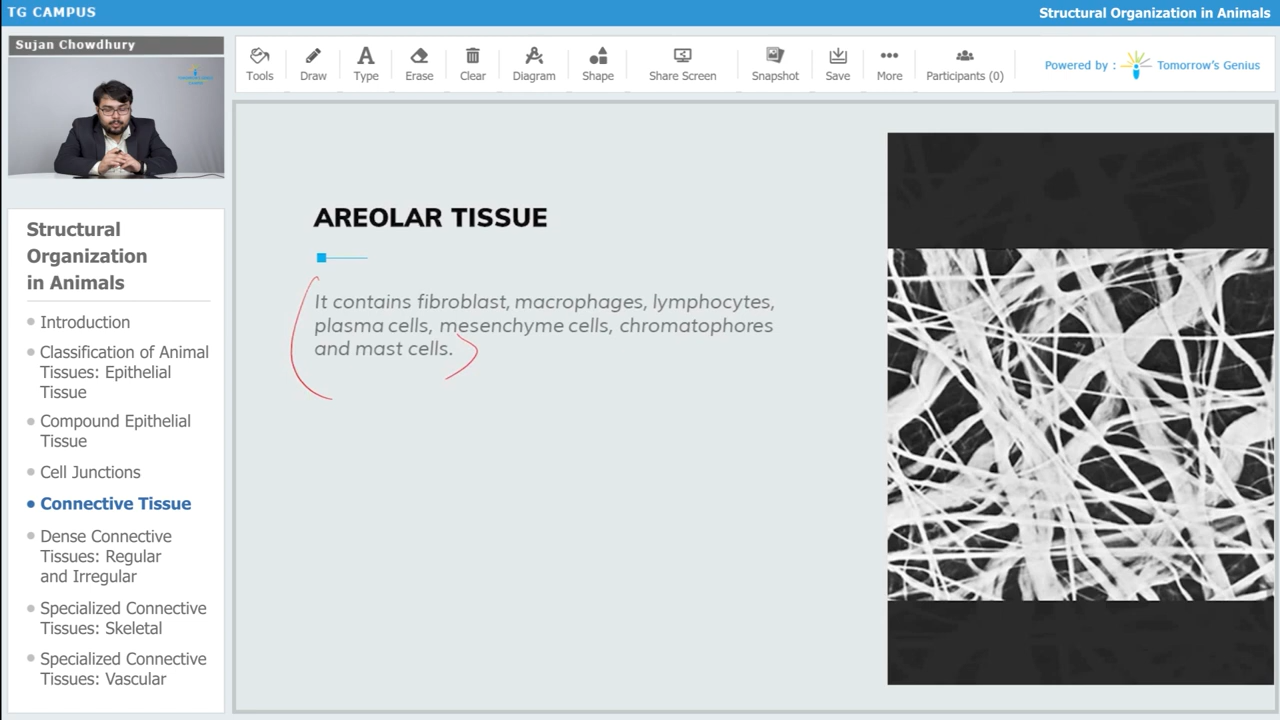 TG CAMPUS
Structural Organization in Animals
Sujan Chowdhury
Tools
Draw
Type
Erase
Clear
Diagram
Shape
Share Screen
Snapshot
Save
More
Participants (0)
Powered by :
Tomorrow's Genius
Structural
Organization
in Animals
Introduction
Classification of Animal
Tissues: Epithelial
Tissue
Compound Epithelial
Tissue
Cell Junctions
Connective Tissue
Dense Connective
Tissues: Regular
and Irregular
Specialized Connective
Tissues: Skeletal
Specialized Connective
Tissues: Vascular
AREOLAR TISSUE
It contains fibroblast, macrophages, lymphocytes,
plasma cells, mesenchyme cells, chromatophores
and mast cells.